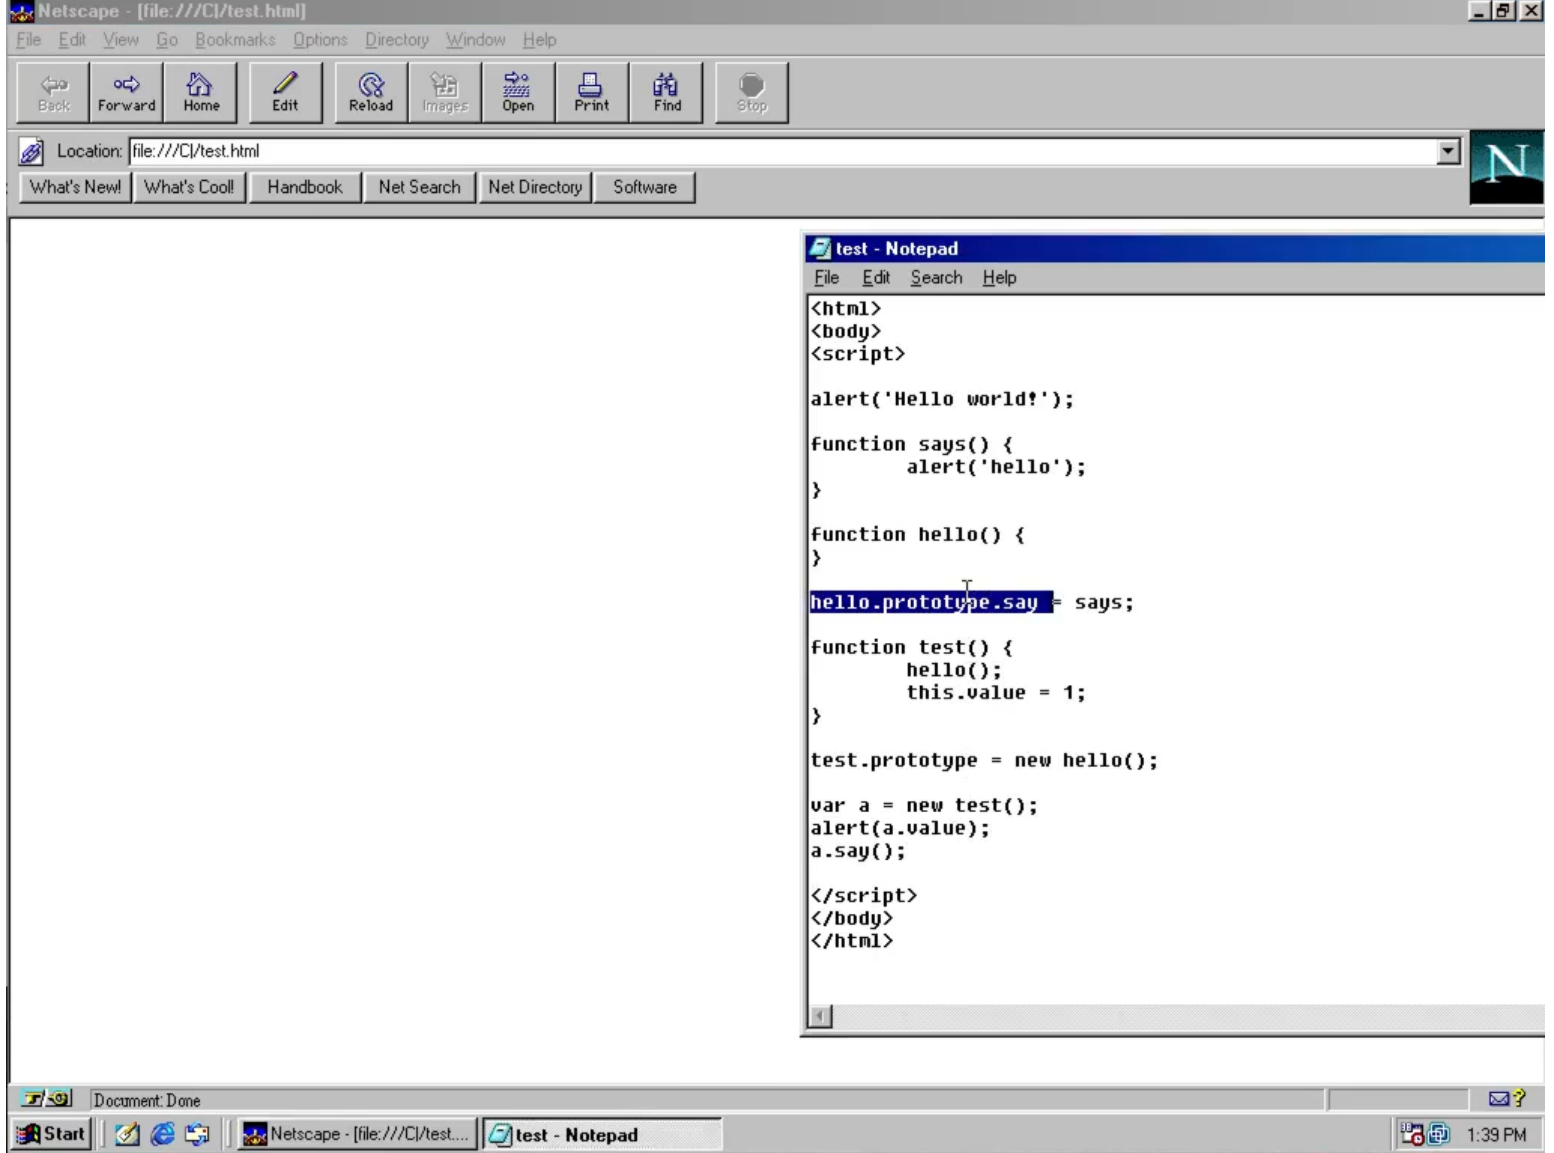 Netscape - [file:///C|/test.html]
File Edit View Go Bookmarks Options Directory Window Help
Back Forward Home Edit Reload Images Open Print Find Stop
Location: file:///C|/test.html
N
What's New! What's Cool! Handbook Net Search Net Directory Software
test - Notepad
File Edit Search Help
<html>
<body>
<script>
alert('Hello world!');
function says() {
alert('hello');
}
function hello() {
}
hello.prototype.say = says;
function test() {
hello();
this.value = 1;
}
test.prototype = new hello();
var a = new test();
alert(a.value);
a.say();
</script>
</body>
</html>
Document: Done
Start Netscape - [file:///C|/test.... test - Notepad 1:39 PM